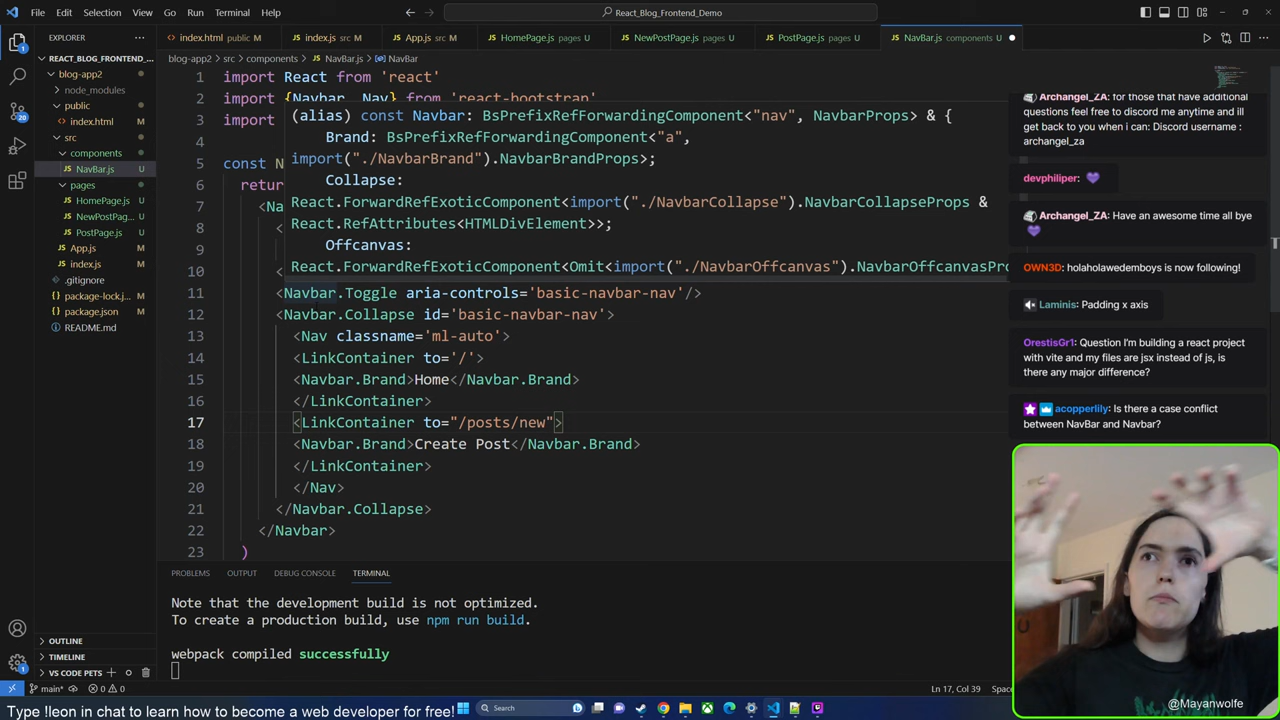 File Edit Selection View Go Run Terminal Help
React_Blog_Frontend_Demo
EXPLORER
index.html public M
index.js src M
App.js src M
HomePage.js pages U
NewPostPage.js pages U
PostPage.js pages U
NavBar.js components U
REACT_BLOG_FRONTEND_...
blog-app2
node_modules
public
index.html M
src
components
NavBar.js U
pages
HomePage.js U
NewPostPag... U
PostPage.js U
App.js M
index.js M
.gitignore
package-lock.j... M
package.json M
README.md
OUTLINE
TIMELINE
VS CODE PETS
blog-app2 > src > components > NavBar.js > NavBar
1 import React from 'react'
2 import {Navbar, Nav} from 'react-bootstrap'
3 import
4
5 const N
6 retur
7 <Na
8 <
9
10 <
11 <Navbar.Toggle aria-controls='basic-navbar-nav'/>
12 <Navbar.Collapse id='basic-navbar-nav'>
13 <Nav classname='ml-auto'>
14 <LinkContainer to='/'>
15 <Navbar.Brand>Home</Navbar.Brand>
16 </LinkContainer>
17 <LinkContainer to="/posts/new">
18 <Navbar.Brand>Create Post</Navbar.Brand>
19 </LinkContainer>
20 </Nav>
21 </Navbar.Collapse>
22 </Navbar>
23 )
(alias) const Navbar: BsPrefixRefForwardingComponent<"nav", NavbarProps> & {
Brand: BsPrefixRefForwardingComponent<"a",
import("./NavbarBrand").NavbarBrandProps>;
Collapse:
React.ForwardRefExoticComponent<import("./NavbarCollapse").NavbarCollapseProps &
React.RefAttributes<HTMLDivElement>>;
Offcanvas:
React.ForwardRefExoticComponent<Omit<import("./NavbarOffcanvas").NavbarOffcanvasPro
PROBLEMS OUTPUT DEBUG CONSOLE TERMINAL
Note that the development build is not optimized.
To create a production build, use npm run build.
webpack compiled successfully
Archangel_ZA: for those that have additional
questions feel free to discord me anytime and ill
get back to you when i can: Discord username :
archangel_za
devphiliper: 💜
Archangel_ZA: Have an awesome time all bye
💜
OWN3D: holaholawedemboys is now following!
Laminis: Padding x axis
OrestisGr1: Question I'm building a react project
with vite and my files are jsx instead of js, is
there any major difference?
acopperlily: Is there a case conflict
between NavBar and Navbar?
@Mayanwolfe
main* 0 0
Ln 17, Col 39
Type !leon in chat to learn how to become a web developer for free!
Search